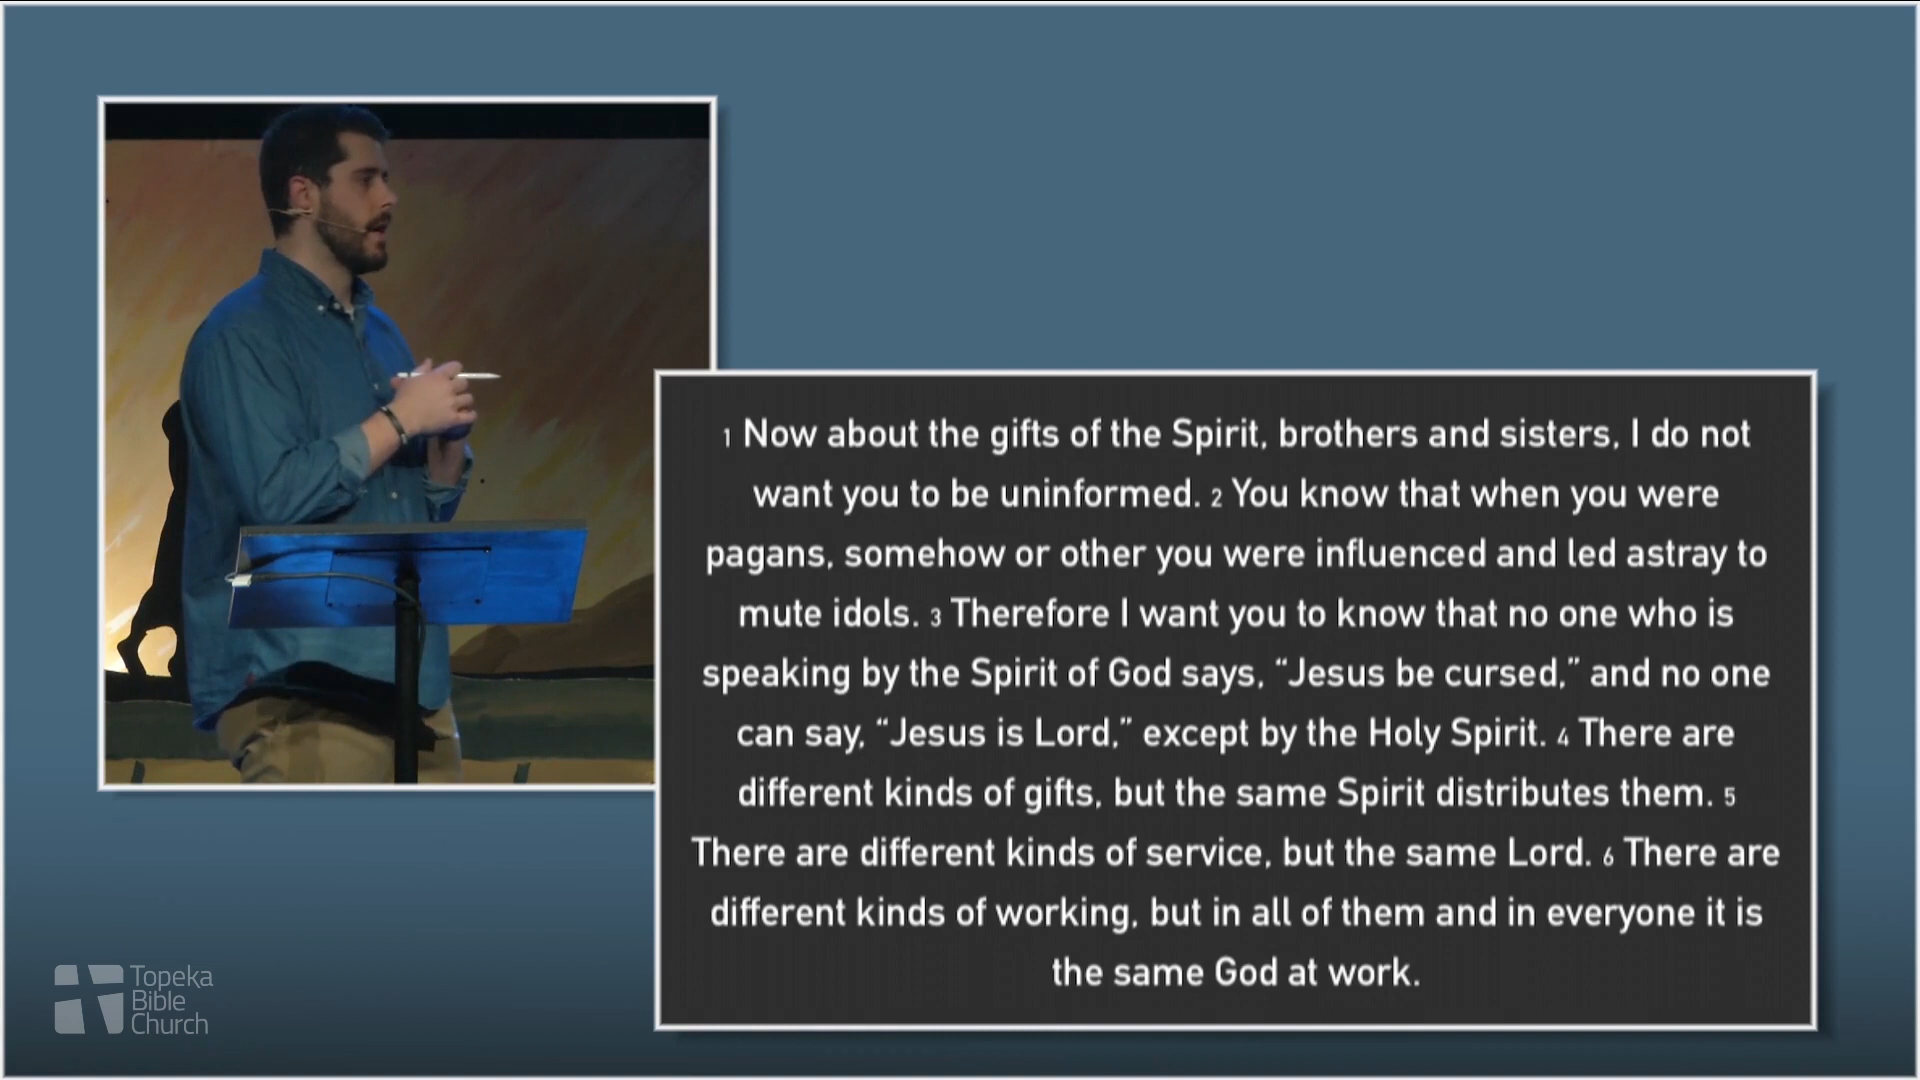 1 Now about the gifts of the Spirit, brothers and sisters, I do not
want you to be uninformed. 2 You know that when you were
pagans, somehow or other you were influenced and led astray to
mute idols. 3 Therefore I want you to know that no one who is
speaking by the Spirit of God says, “Jesus be cursed,” and no one
can say, “Jesus is Lord,” except by the Holy Spirit. 4 There are
different kinds of gifts, but the same Spirit distributes them. 5
There are different kinds of service, but the same Lord. 6 There are
different kinds of working, but in all of them and in everyone it is
the same God at work.
Topeka
Bible
Church